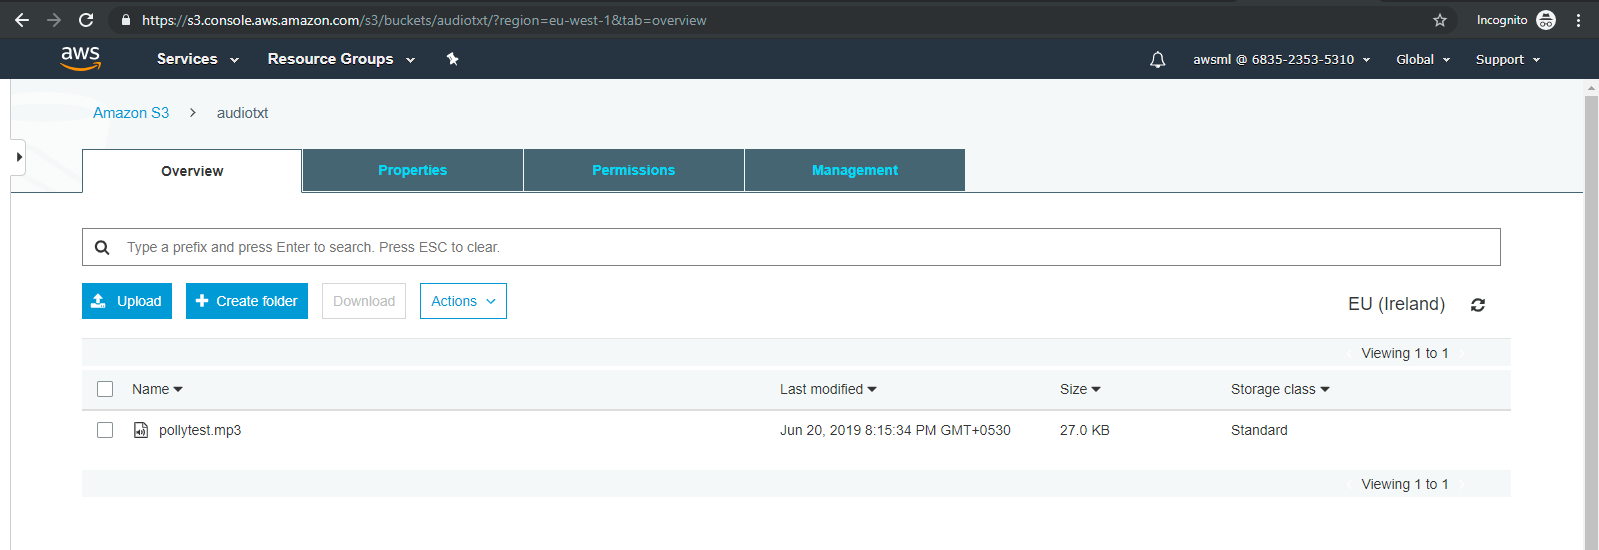 https://s3.console.aws.amazon.com/s3/buckets/audiotxt/?region=eu-west-1&tab=overview Incognito
aws Services Resource Groups awsml @ 6835-2353-5310 Global Support
Amazon S3 > audiotxt
Overview Properties Permissions Management
Type a prefix and press Enter to search. Press ESC to clear.
Upload + Create folder Download Actions EU (Ireland)
Viewing 1 to 1
Name Last modified Size Storage class
pollytest.mp3 Jun 20, 2019 8:15:34 PM GMT+0530 27.0 KB Standard
Viewing 1 to 1